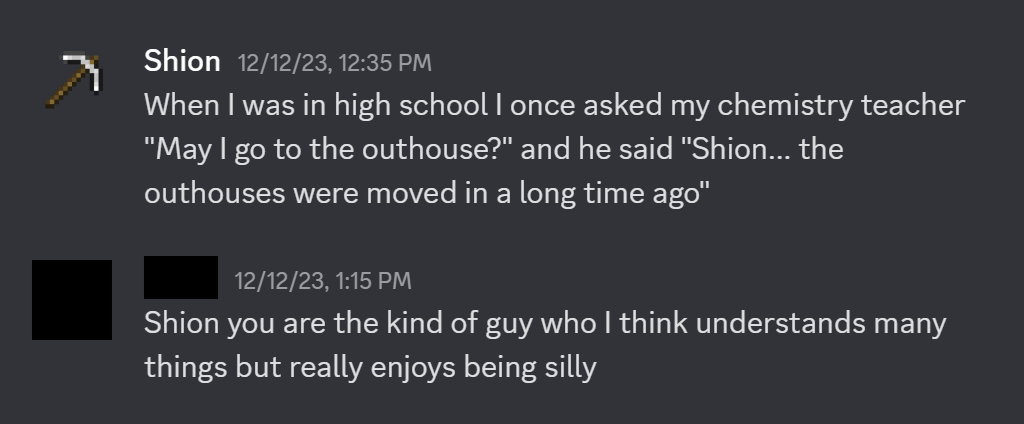 Shion 12/12/23, 12:35 PM
When I was in high school I once asked my chemistry teacher
"May I go to the outhouse?" and he said "Shion... the
outhouses were moved in a long time ago"
12/12/23, 1:15 PM
Shion you are the kind of guy who I think understands many
things but really enjoys being silly